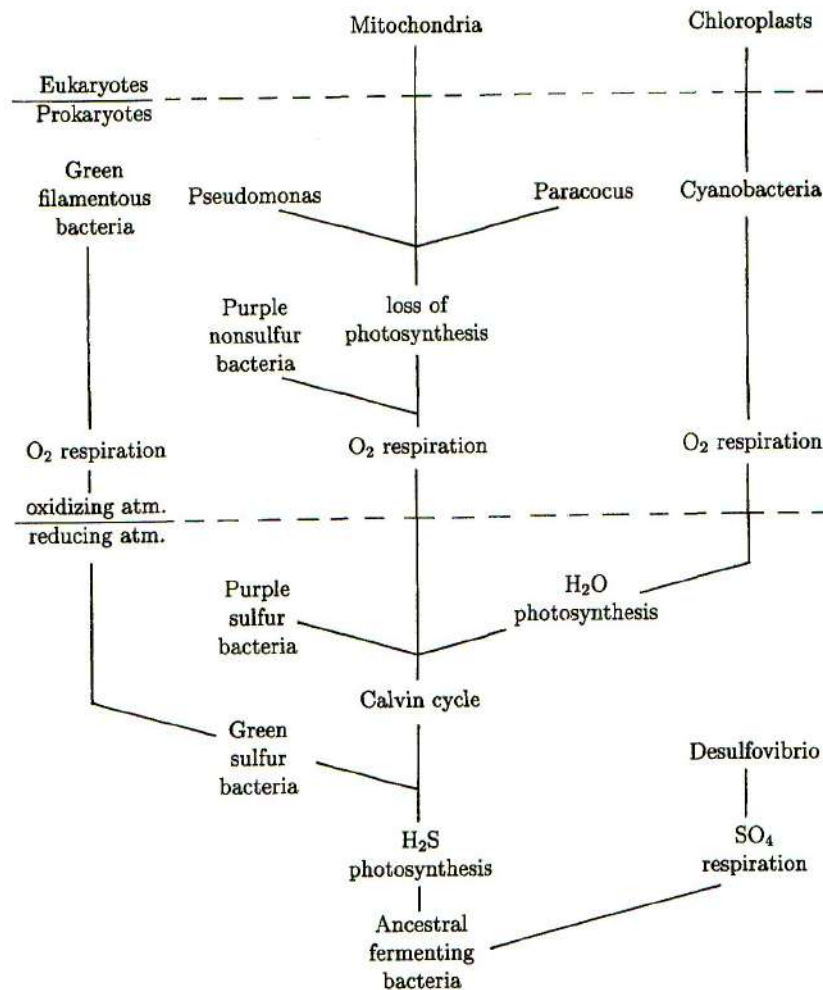 Mitochondria
Chloroplasts
Eukaryotes
Prokaryotes
Green
filamentous
bacteria
Pseudomonas
Paracocus
Cyanobacteria
Purple
nonsulfur
bacteria
loss of
photosynthesis
O₂ respiration
O₂ respiration
O₂ respiration
oxidizing atm.
reducing atm.
Purple
sulfur
bacteria
H₂O
photosynthesis
Calvin cycle
Green
sulfur
bacteria
Desulfovibrio
H₂S
photosynthesis
SO₄
respiration
Ancestral
fermenting
bacteria